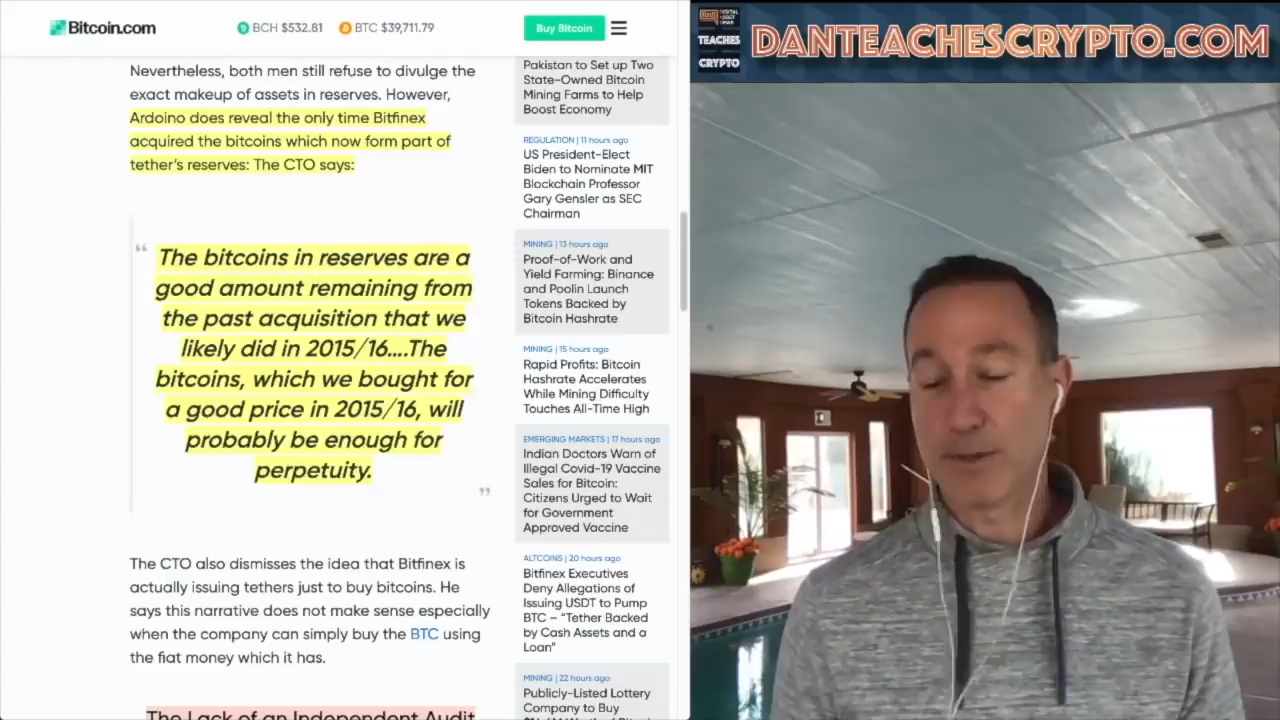 Bitcoin.com
BCH $532.81
BTC $39,711.79
Buy Bitcoin
Nevertheless, both men still refuse to divulge the
exact makeup of assets in reserves. However,
Ardoino does reveal the only time Bitfinex
acquired the bitcoins which now form part of
tether's reserves: The CTO says:
“
The bitcoins in reserves are a
good amount remaining from
the past acquisition that we
likely did in 2015/16....The
bitcoins, which we bought for
a good price in 2015/16, will
probably be enough for
perpetuity.
”
The CTO also dismisses the idea that Bitfinex is
actually issuing tethers just to buy bitcoins. He
says this narrative does not make sense especially
when the company can simply buy the BTC using
the fiat money which it has.
The Lack of an Independent Audit
Pakistan to Set up Two
State-Owned Bitcoin
Mining Farms to Help
Boost Economy
REGULATION | 11 hours ago
US President-Elect
Biden to Nominate MIT
Blockchain Professor
Gary Gensler as SEC
Chairman
MINING | 13 hours ago
Proof-of-Work and
Yield Farming: Binance
and Poolin Launch
Tokens Backed by
Bitcoin Hashrate
MINING | 15 hours ago
Rapid Profits: Bitcoin
Hashrate Accelerates
While Mining Difficulty
Touches All-Time High
EMERGING MARKETS | 17 hours ago
Indian Doctors Warn of
Illegal Covid-19 Vaccine
Sales for Bitcoin:
Citizens Urged to Wait
for Government
Approved Vaccine
ALTCOINS | 20 hours ago
Bitfinex Executives
Deny Allegations of
Issuing USDT to Pump
BTC – “Tether Backed
by Cash Assets and a
Loan”
MINING | 22 hours ago
Publicly-Listed Lottery
Company to Buy
TEACHES
CRYPTO
DANTEACHESCRYPTO.COM